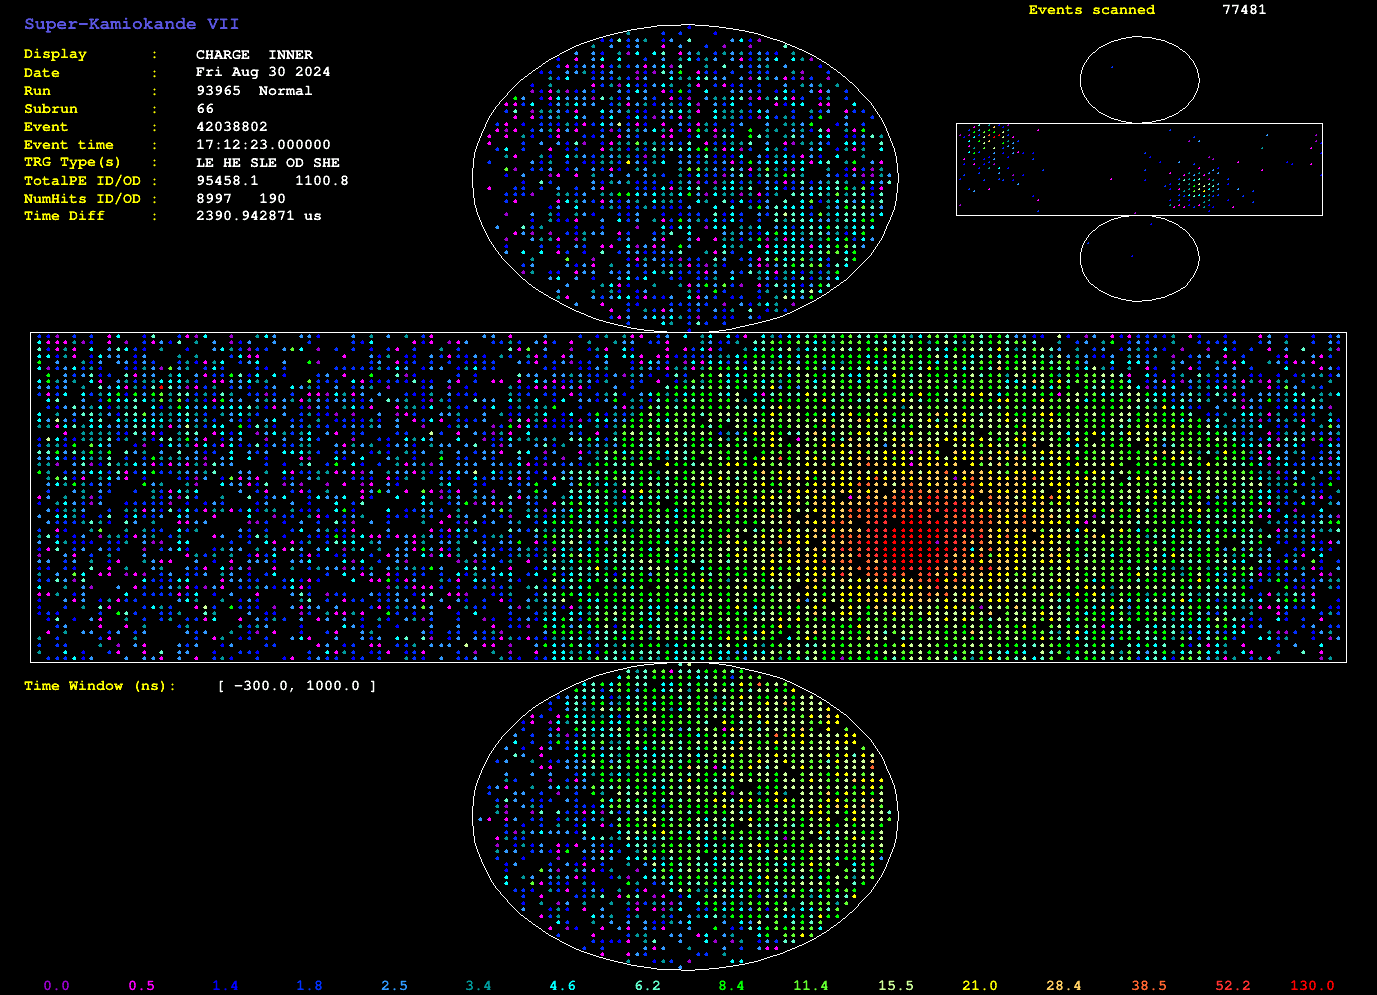 Super-Kamiokande VII
Events scanned 77481
Display : CHARGE INNER
Date : Fri Aug 30 2024
Run : 93965 Normal
Subrun : 66
Event : 42038802
Event time : 17:12:23.000000
TRG Type(s) : LE HE SLE OD SHE
TotalPE ID/OD : 95458.1 1100.8
NumHits ID/OD : 8997 190
Time Diff : 2390.942871 us
Time Window (ns): [ -300.0, 1000.0 ]
0.0 0.5 1.4 1.8 2.5 3.4 4.6 6.2 8.4 11.4 15.5 21.0 28.4 38.5 52.2 130.0